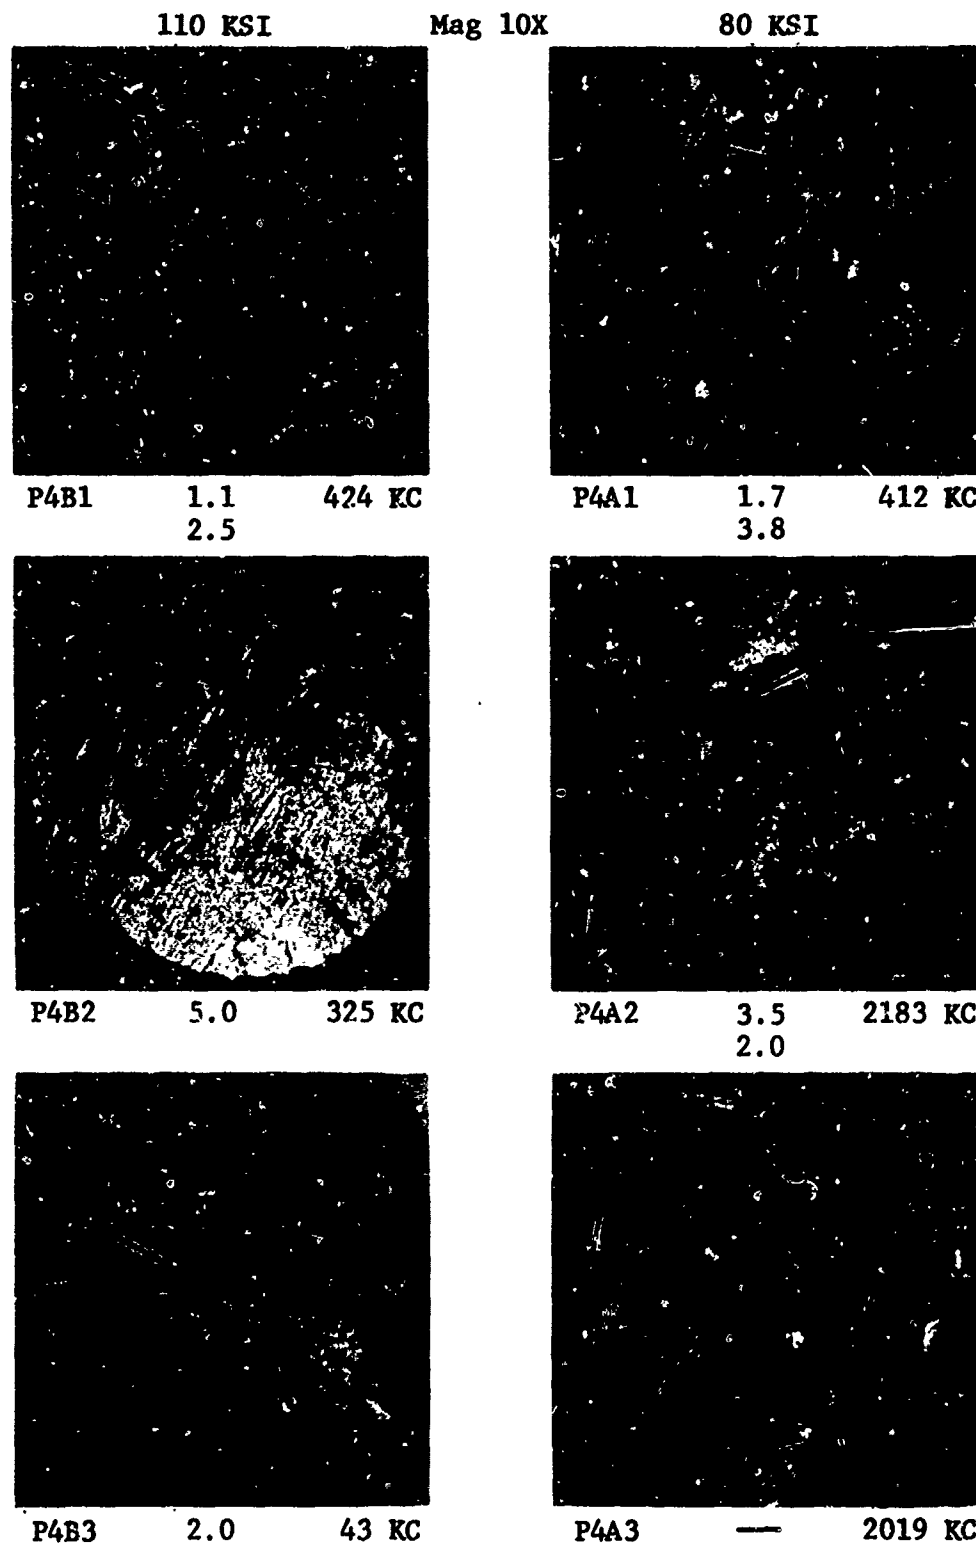 110 KSI Mag 10X 80 KSI
P4B1 1.1 424 KC P4A1 1.7 412 KC
2.5 3.8
P4B2 5.0 325 KC P4A2 3.5 2183 KC
2.0
P4B3 2.0 43 KC P4A3 — 2019 KC